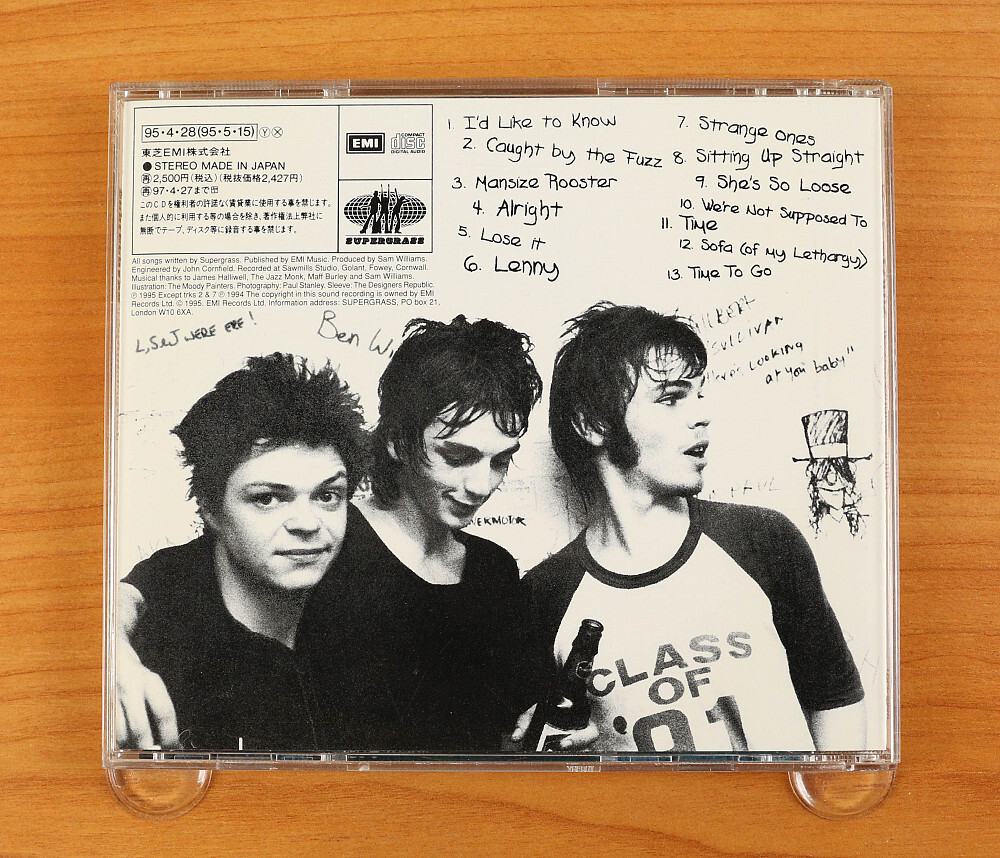 95・4・28(95・5・15)ⓎⓍ
東芝EMI株式会社
● STEREO MADE IN JAPAN
㊢2,500円(税込)(税抜価格2,427円)
97・4・27まで
このCDを権利者の許諾なく賃貸業に使用する事を禁じます。
また個人的に利用する等の場合を除き、著作権法上弊社に
無断でテープ、ディスク等に録音する事を禁じます。
EMI
COMPACT
disc
DIGITAL AUDIO
SUPERGRASS
All songs written by Supergrass. Published by EMI Music. Produced by Sam Williams.
Engineered by John Cornfield. Recorded at Sawmills Studio, Golant, Fowey, Cornwall.
Musical thanks to James Halliwell, The Jazz Monk, Maff Burley and Sam Williams.
Illustration: The Moody Painters. Photography: Paul Stanley. Sleeve: The Designers Republic.
℗ 1995 Except trks 2 & 7 ℗ 1994 The copyright in this sound recording is owned by EMI
Records Ltd. © 1995. EMI Records Ltd. Information address: SUPERGRASS, PO box 21,
London W10 6XA.
1. I'd Like to Know
2. Caught by the Fuzz
3. Mansize Rooster
4. Alright
5. Lose it
6. Lenny
7. Strange ones
8. Sitting Up Straight
9. She's So Loose
10. We're Not Supposed To
11. Time
12. Sofa (of My Lethargy)
13. Time To Go
L, S & J WERE ERE!
Ben Wi
SULLIVAN
LOOKING
at you baby"
CLASS
OF
'91